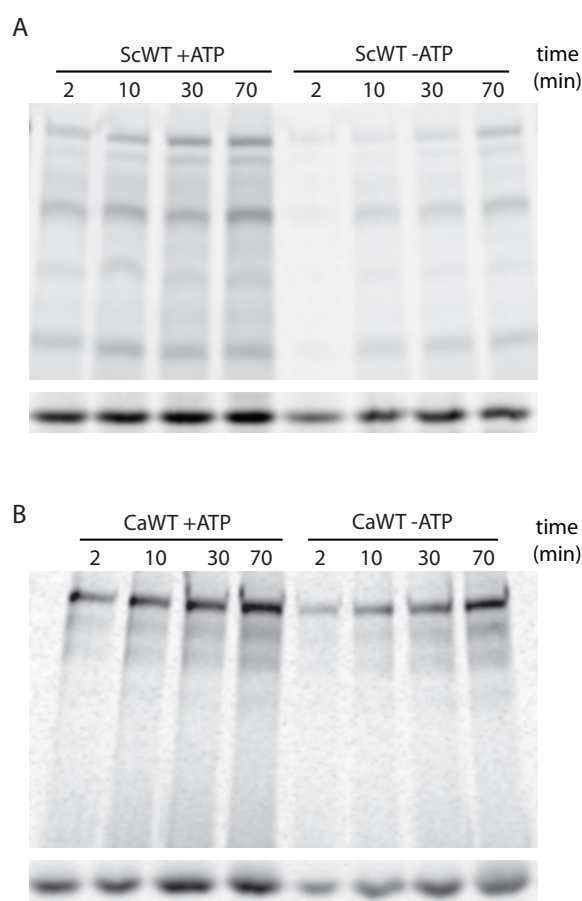 A
ScWT +ATP ScWT -ATP time
2 10 30 70 2 10 30 70 (min)
B
CaWT +ATP CaWT -ATP time
2 10 30 70 2 10 30 70 (min)